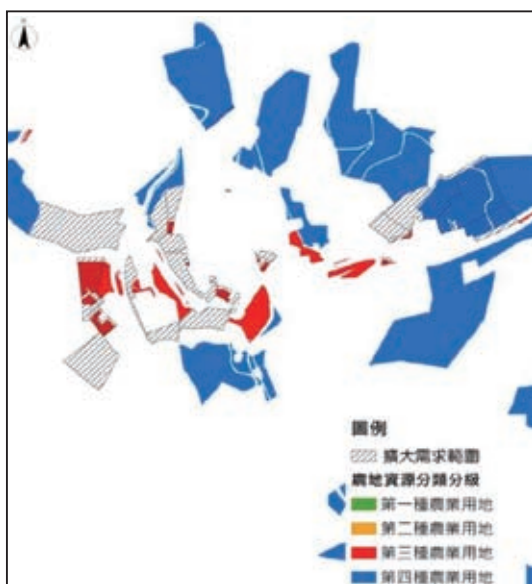 圖例
擴大需求範圍
農地資源分類分級
第一種農業用地
第二種農業用地
第三種農業用地
第四種農業用地